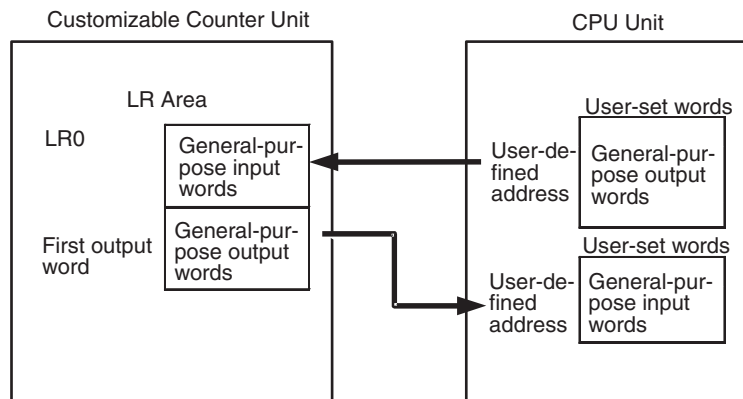 Customizable Counter Unit
LR Area
LR0
General-pur-
pose input
words
First output
word
General-pur-
pose output
words
CPU Unit
User-set words
User-de-
fined
address
General-pur-
pose output
words
User-set words
User-de-
fined
address
General-pur-
pose input
words